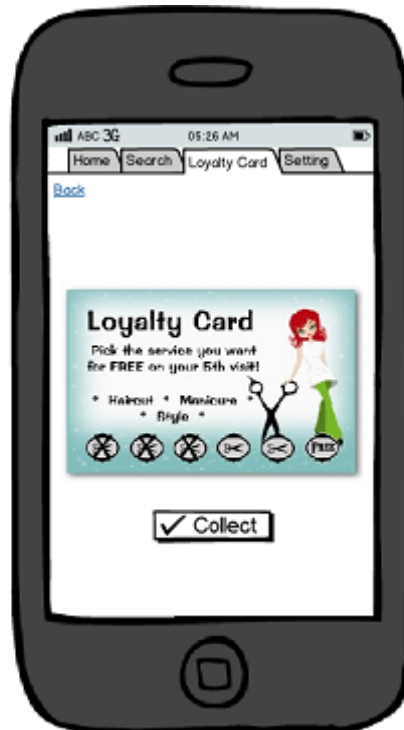 ABC 3G 05:26 AM
Home Search Loyalty Card Setting
Back
Loyalty Card
Pick the service you want
for FREE on your 5th visit!
* Haircut * Manicure *
* Style *
FREE
Collect